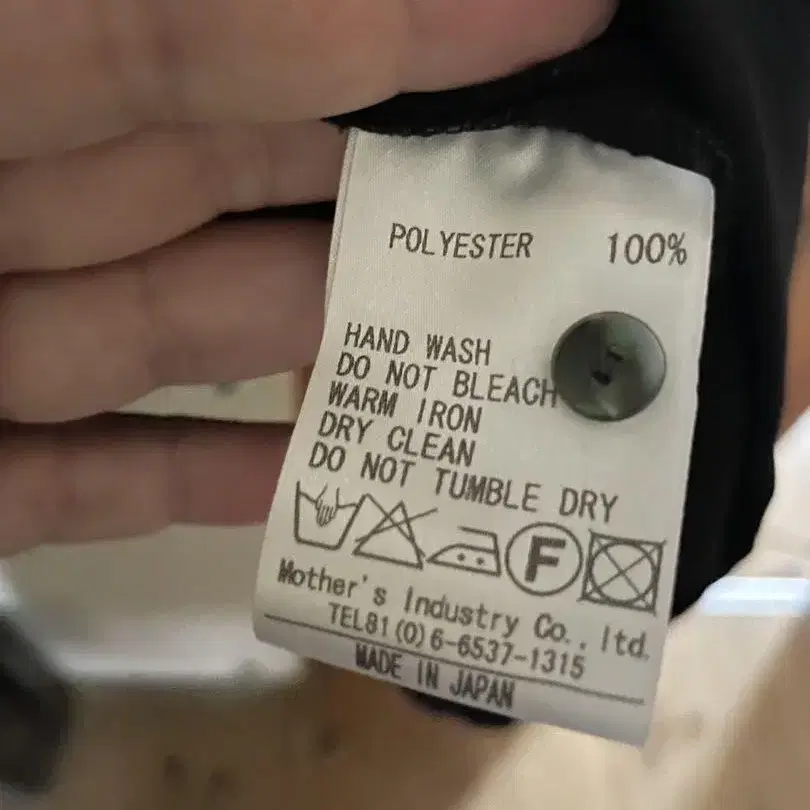 POLYESTER 100%
HAND WASH
DO NOT BLEACH
WARM IRON
DRY CLEAN
DO NOT TUMBLE DRY
F
Mother's Industry Co., ltd.
TEL81(0)6-6537-1315
MADE IN JAPAN